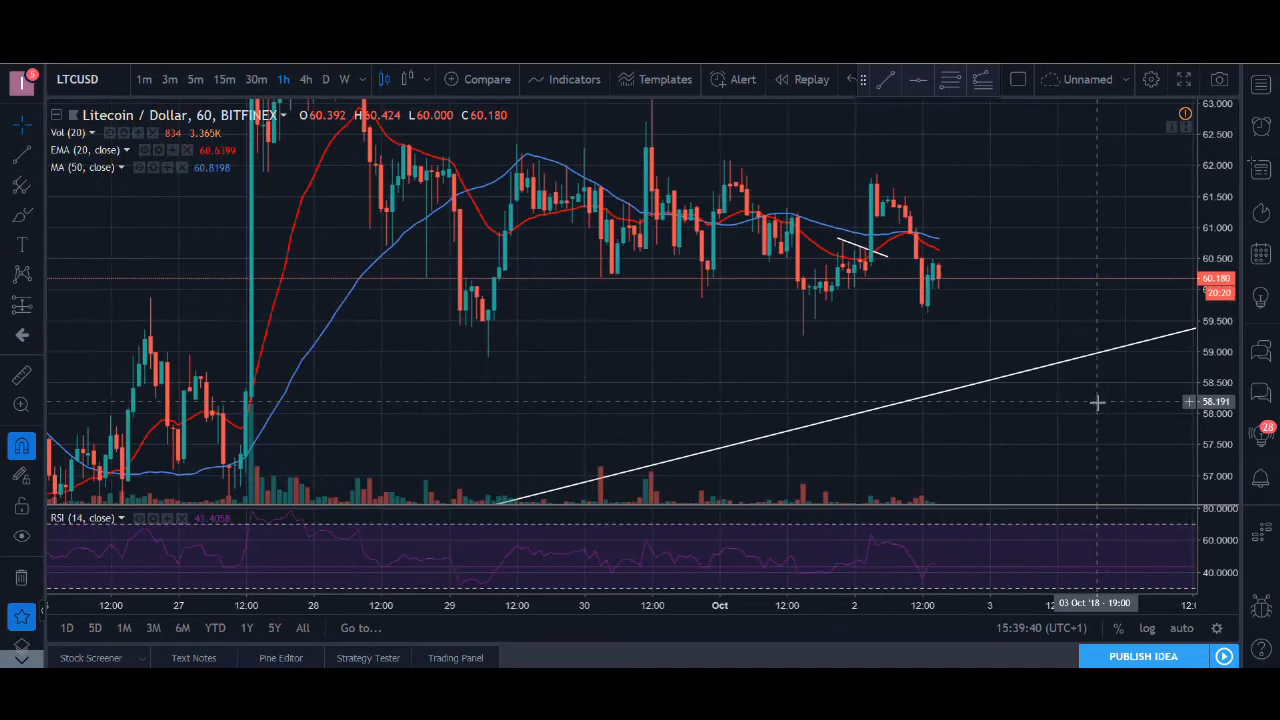 5
LTCUSD 1m 3m 5m 15m 30m 1h 4h D W Compare Indicators Templates Alert Replay Unnamed
Litecoin / Dollar, 60, BITFINEX O60.392 H60.424 L60.000 C60.180
Vol (20) 834 3.365K
EMA (20, close) 60.6399
MA (50, close) 60.8198
63.000
62.500
62.000
61.500
61.000
60.500
60.180
20:20
59.500
59.000
58.500
58.191
58.000
57.500
57.000
28
RSI (14, close) 43.4058
80.0000
60.0000
40.0000
12:00 27 12:00 28 12:00 29 12:00 30 12:00 Oct 12:00 2 12:00 3 03 Oct '18 - 19:00
1D 5D 1M 3M 6M YTD 1Y 5Y All Go to... 15:39:40 (UTC+1) % log auto
Stock Screener Text Notes Pine Editor Strategy Tester Trading Panel PUBLISH IDEA